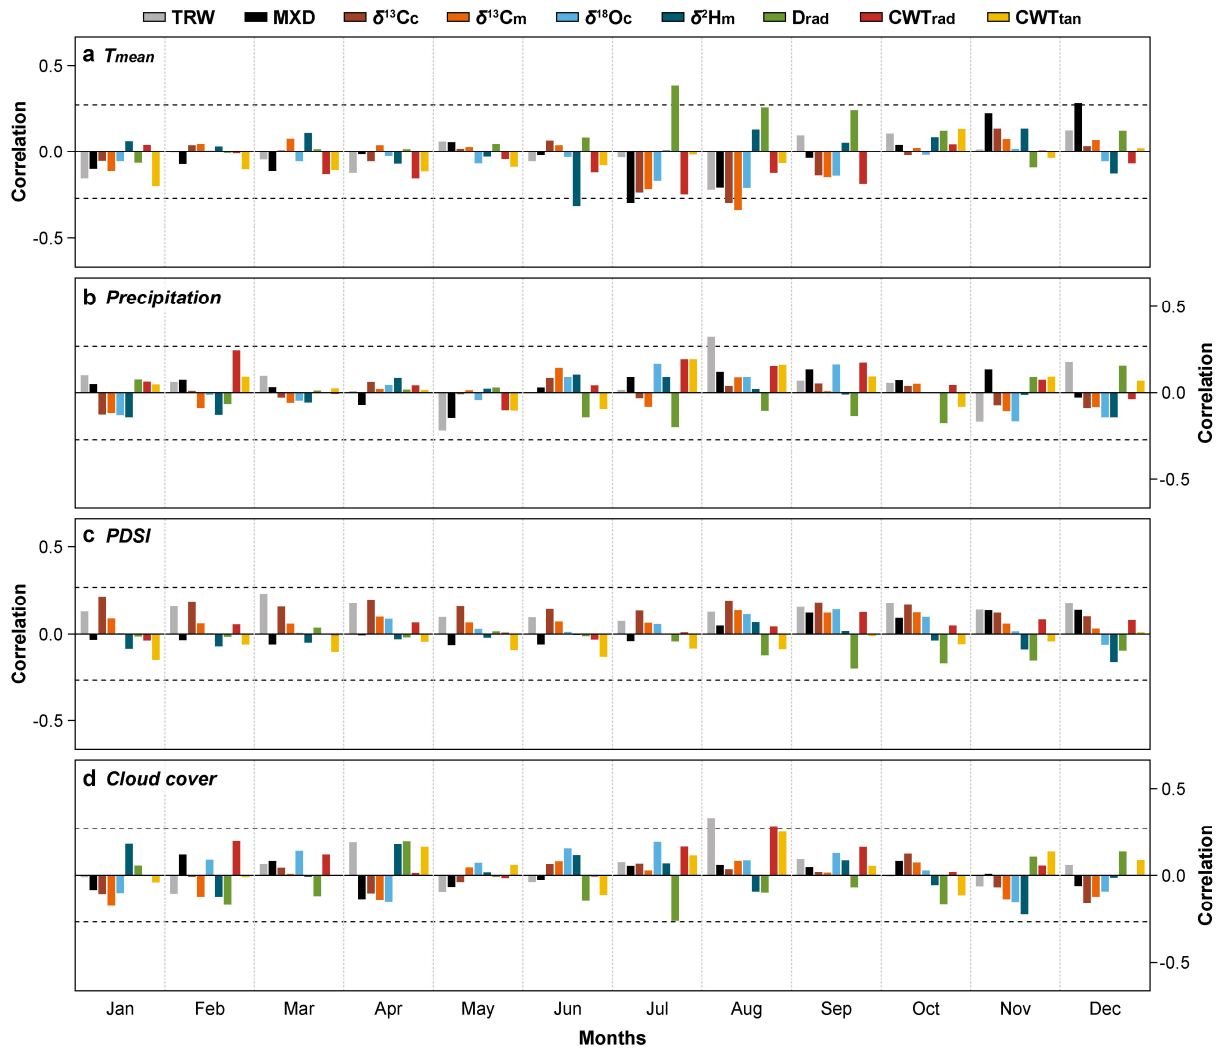 TRW MXD δ¹³Cc δ¹³Cm δ¹⁸Oc δ²Hm Drad CWTrad CWTtan
a Tmean
0.5
0.0
-0.5
Correlation
b Precipitation
0.5
0.0
-0.5
Correlation
c PDSI
0.5
0.0
-0.5
Correlation
d Cloud cover
0.5
0.0
-0.5
Correlation
Jan Feb Mar Apr May Jun Jul Aug Sep Oct Nov Dec
Months